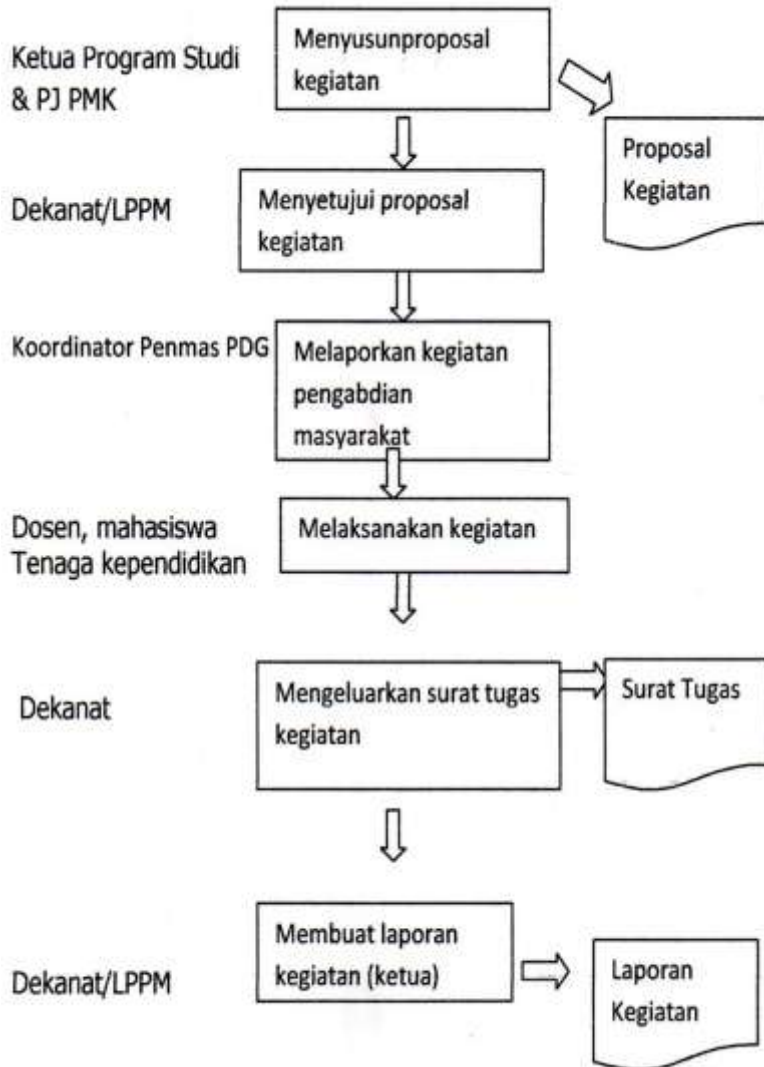 Menyusunproposal
kegiatan
Ketua Program Studi
& PJ PMK
Proposal
Kegiatan
Dekanat/LPPM
Menyetujui proposal
kegiatan
Koordinator Penmas PDG
Melaporkan kegiatan
pengabdian
masyarakat
Dosen, mahasiswa
Tenaga kependidikan
Melaksanakan kegiatan
Dekanat
Mengeluarkan surat tugas
kegiatan
Surat Tugas
Dekanat/LPPM
Membuat laporan
kegiatan (ketua)
Laporan
Kegiatan